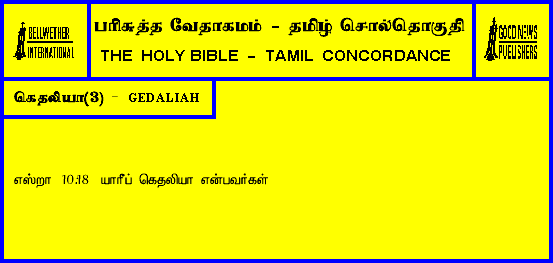 BELLWETHER
INTERNATIONAL
பரிசுத்த வேதாகமம் - தமிழ் சொல்தொகுதி
THE HOLY BIBLE - TAMIL CONCORDANCE
GOOD NEWS
PUBLISHERS
கெதலியா(3) - GEDALIAH
எஸ்றா 10:18 யாரீப் கெதலியா என்பவர்கள்